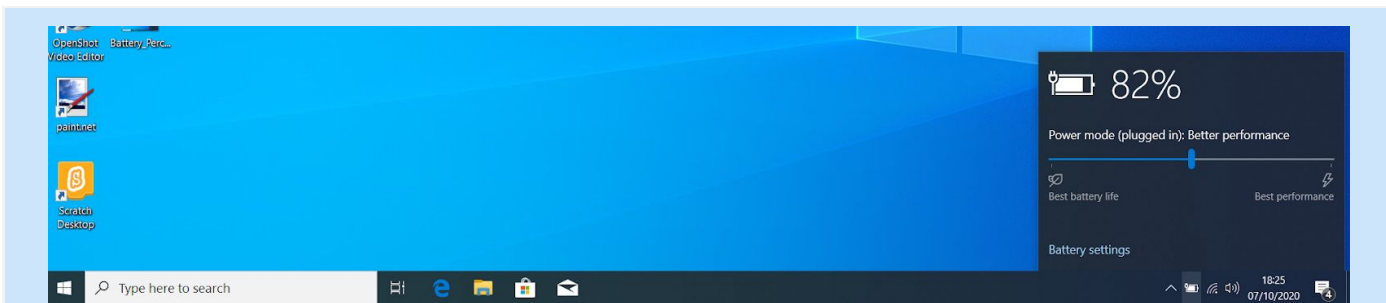 OpenShot
Video Editor
Battery_Perc...
paint.net
Scratch
Desktop
82%
Power mode (plugged in): Better performance
Best battery life
Best performance
Battery settings
Type here to search
18:25
07/10/2020
4